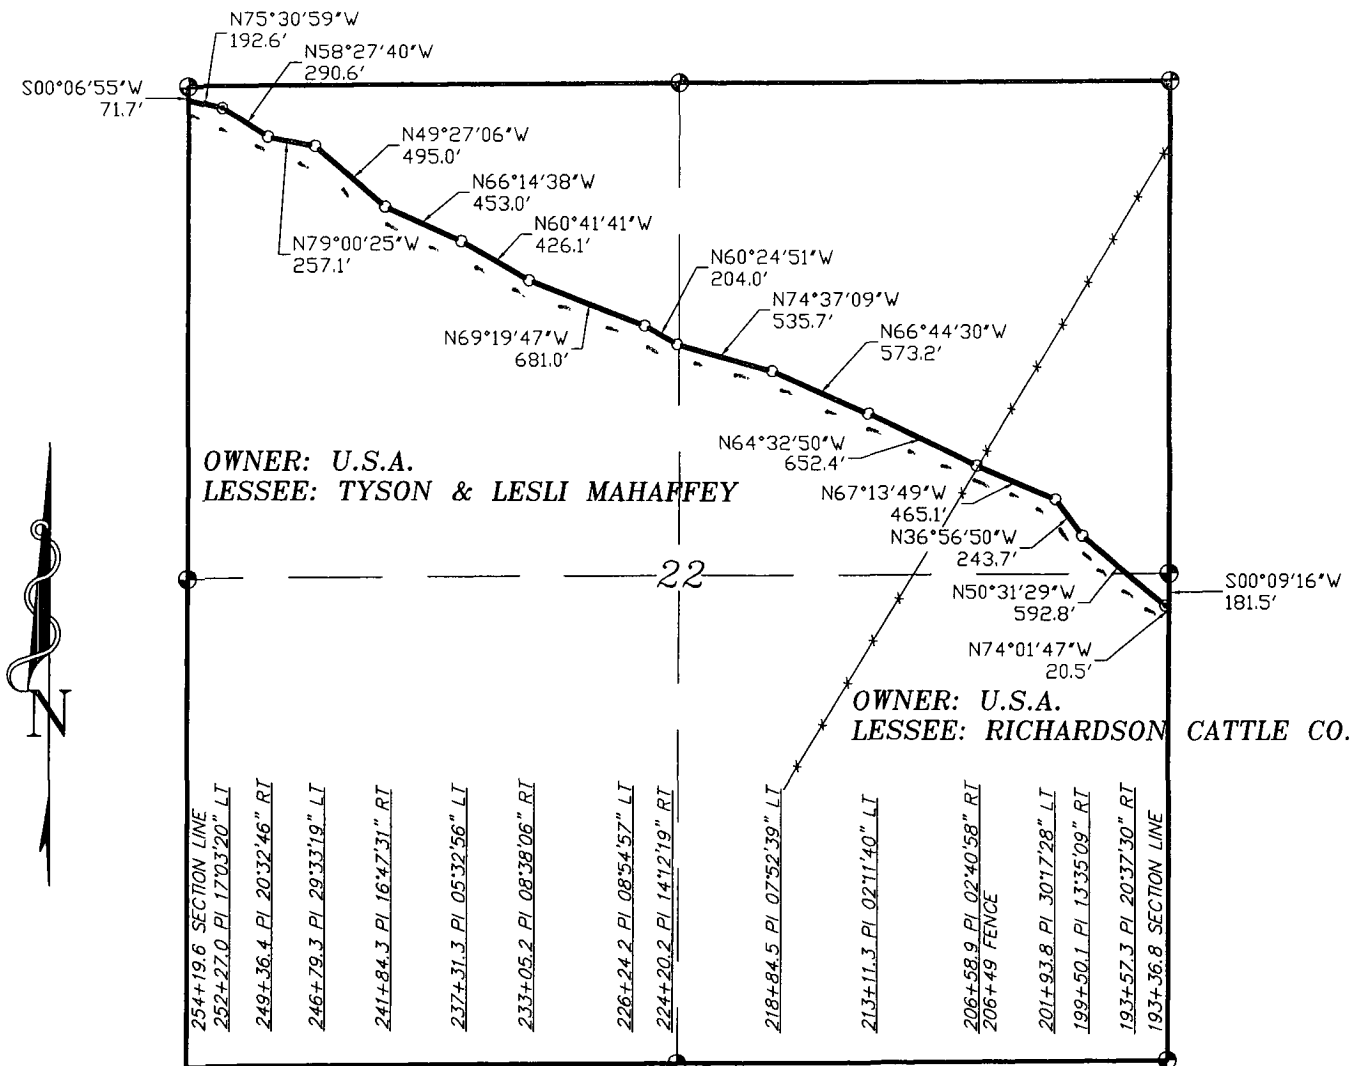 N75°30'59"W
192.6'
N58°27'40"W
290.6'
S00°06'55"W
71.7'
N49°27'06"W
495.0'
N66°14'38"W
453.0'
N79°00'25"W
257.1'
N60°41'41"W
426.1'
N60°24'51"W
204.0'
N74°37'09"W
535.7'
N69°19'47"W
681.0'
N66°44'30"W
573.2'
N64°32'50"W
652.4'
OWNER: U.S.A.
LESSEE: TYSON & LESLI MAHAFFEY
N67°13'49"W
465.1'
N36°56'50"W
243.7'
22
N50°31'29"W
592.8'
S00°09'16"W
181.5'
N74°01'47"W
20.5'
N
OWNER: U.S.A.
LESSEE: RICHARDSON CATTLE CO.
254+19.6 SECTION LINE
252+27.0 PI 17°03'20" LT
249+36.4 PI 20°32'46" RT
246+79.3 PI 29°33'19" LT
241+84.3 PI 16°47'31" RT
237+31.3 PI 05°32'56" LT
233+05.2 PI 08°38'06" RT
226+24.2 PI 08°54'57" LT
224+20.2 PI 14°12'19" RT
218+84.5 PI 07°52'39" LT
213+11.3 PI 02°11'40" LT
206+58.9 PI 02°40'58" RT
206+49 FENCE
201+93.8 PI 30°17'28" LT
199+50.1 PI 13°35'09" RT
193+57.3 PI 20°37'30" RT
193+36.8 SECTION LINE